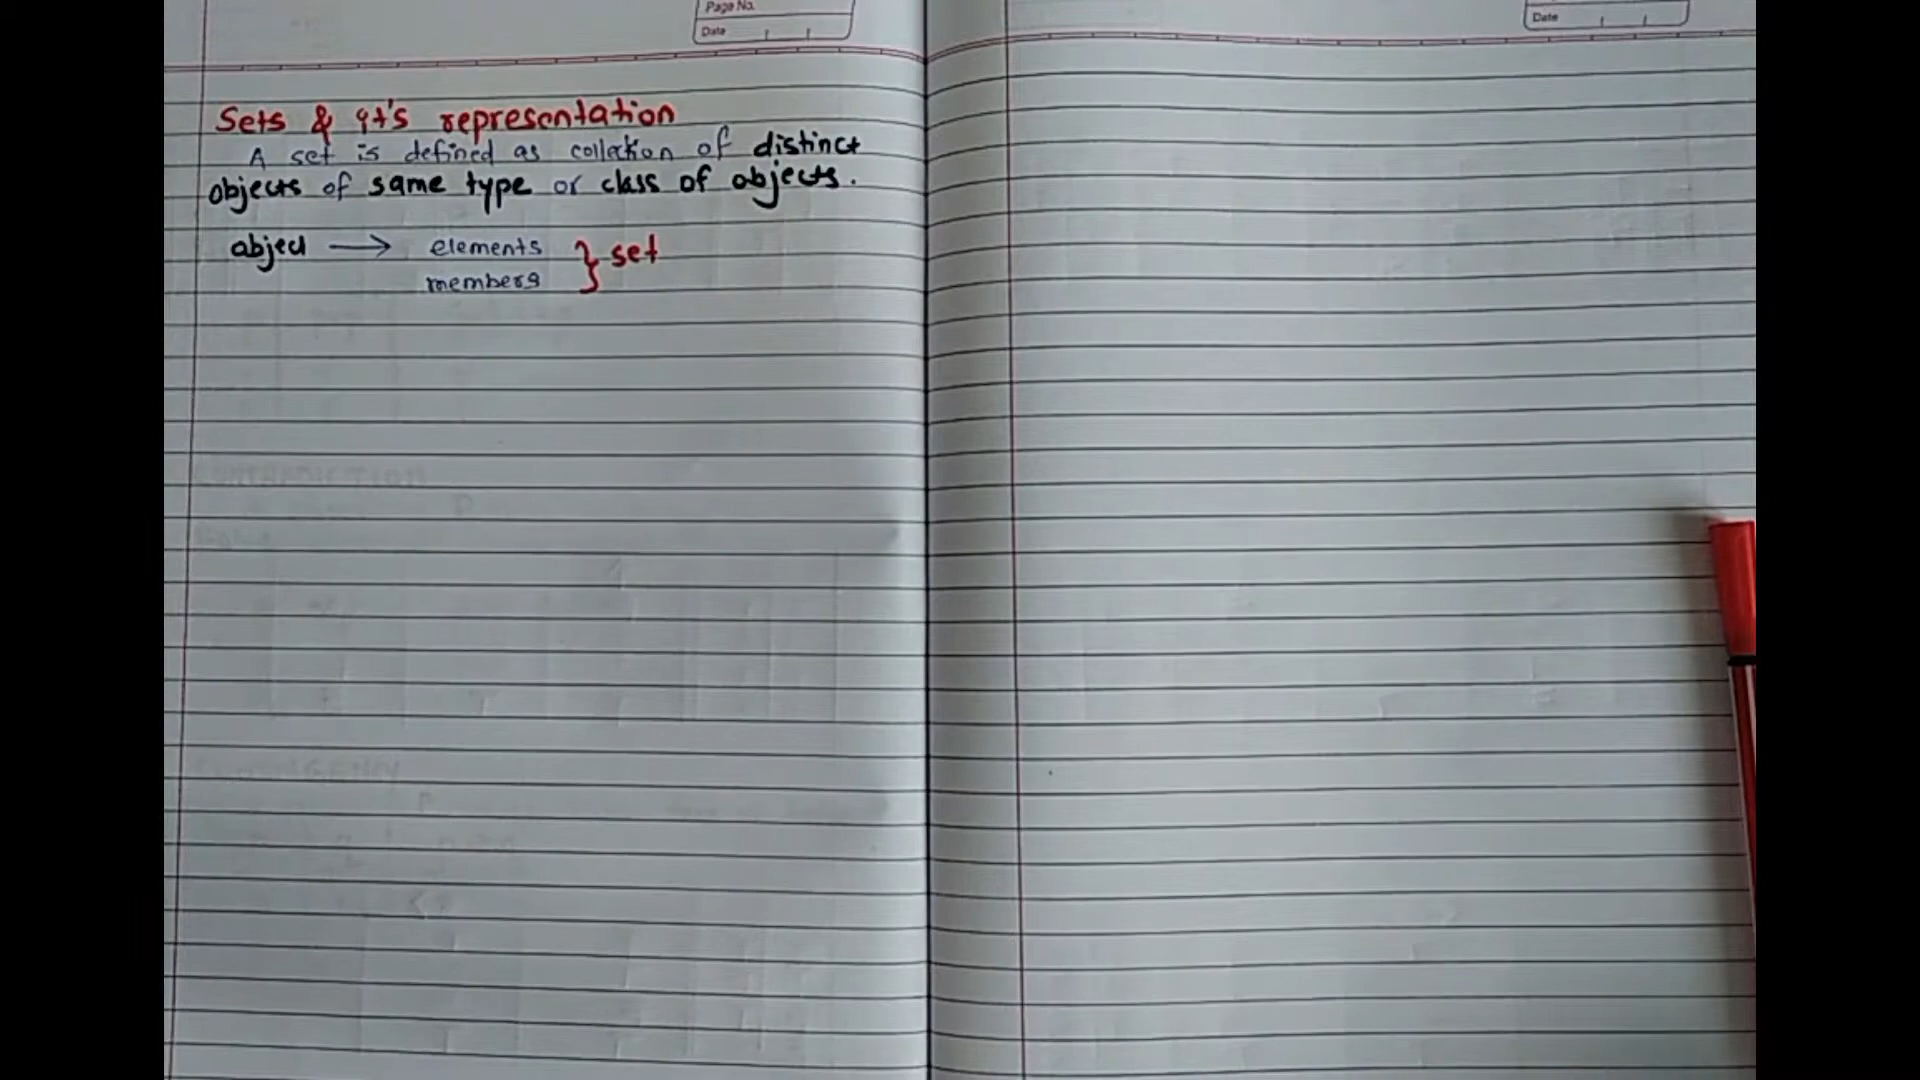 Page No.
Date
Date
Sets & it's representation
A set is defined as collection of distinct
objects of same type or class of objects.
object → elements } set
members